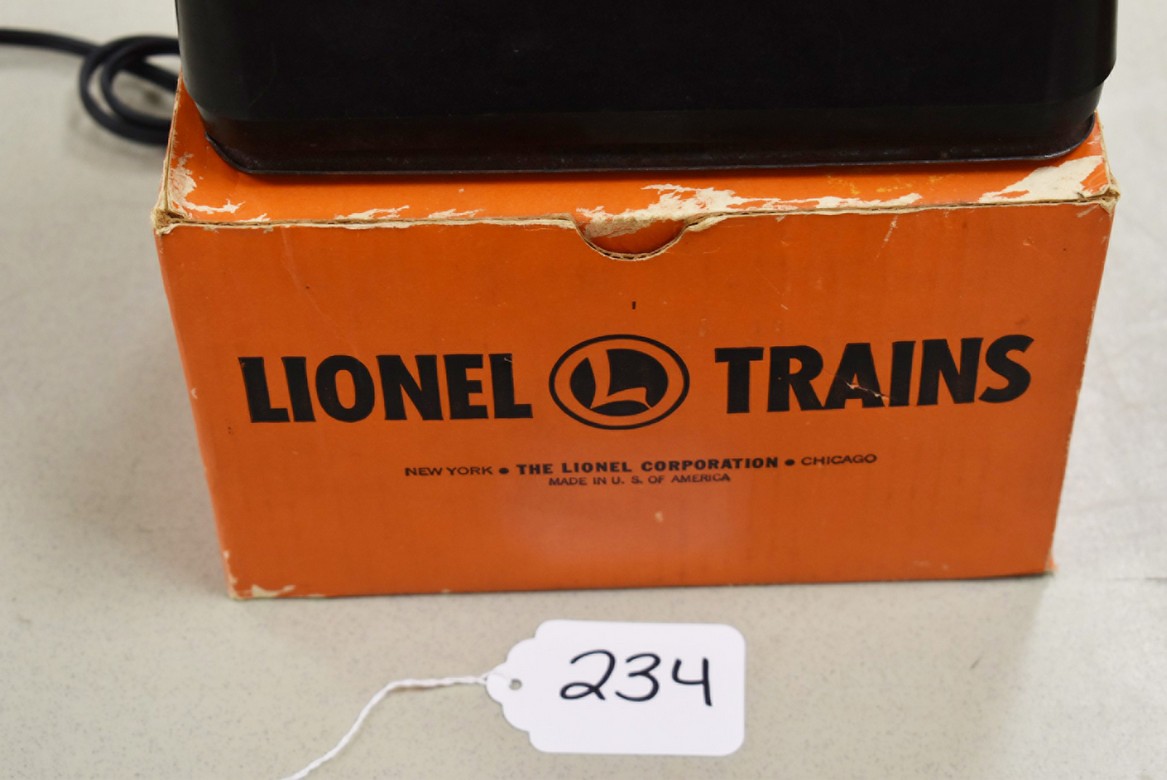 LIONEL L TRAINS
NEW YORK • THE LIONEL CORPORATION • CHICAGO
MADE IN U. S. OF AMERICA
234